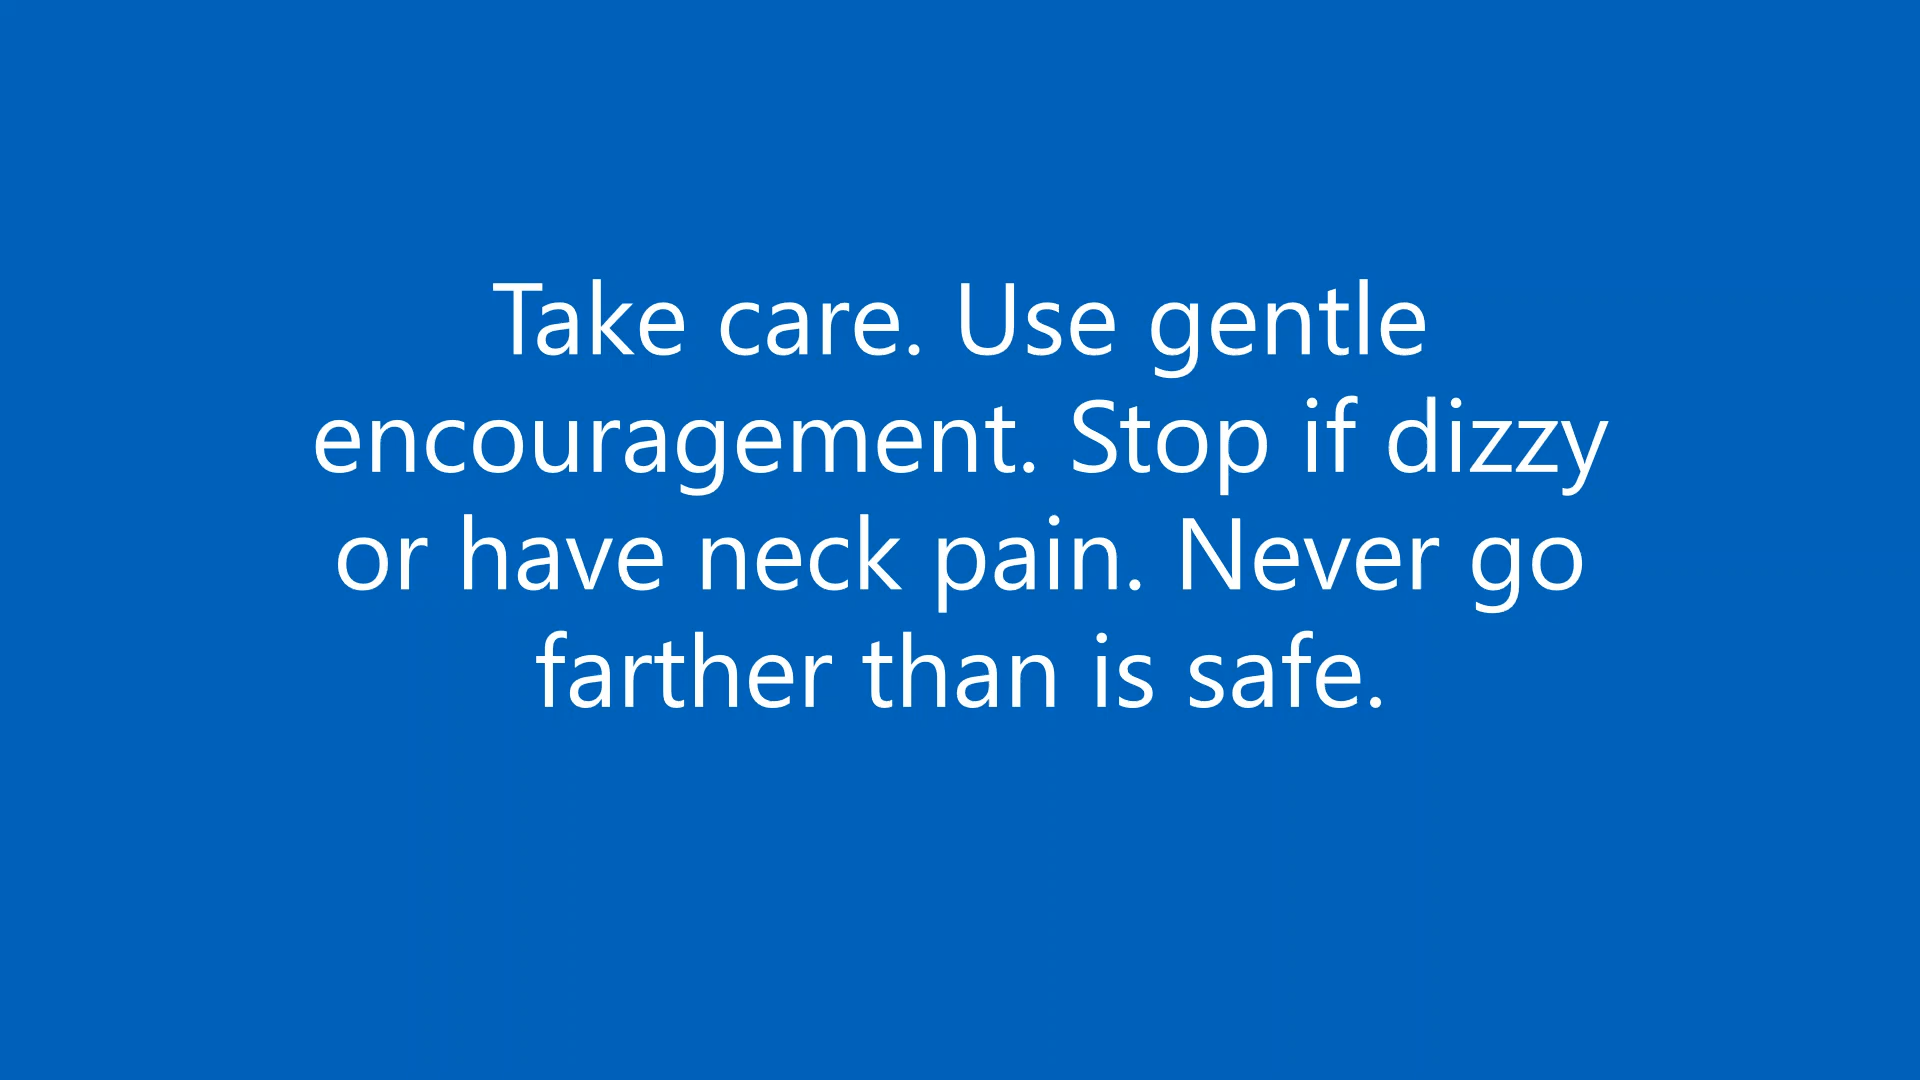 Take care. Use gentle
encouragement. Stop if dizzy
or have neck pain. Never go
farther than is safe.